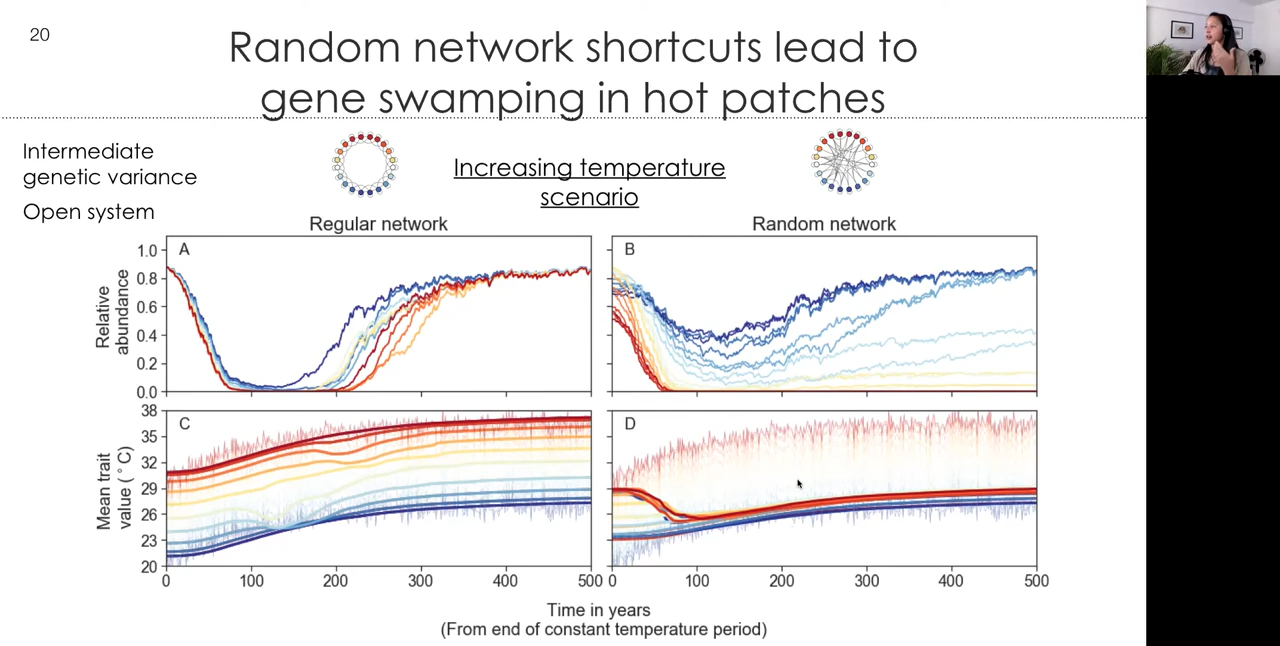 20
Random network shortcuts lead to
gene swamping in hot patches
Intermediate
genetic variance
Open system
Increasing temperature
scenario
Regular network
Random network
A
B
1.0
0.8
0.6
0.4
0.2
0.0
Relative
abundance
C
D
38
35
32
29
26
23
20
Mean trait
value (°C)
0 100 200 300 400 500
0 100 200 300 400 500
Time in years
(From end of constant temperature period)